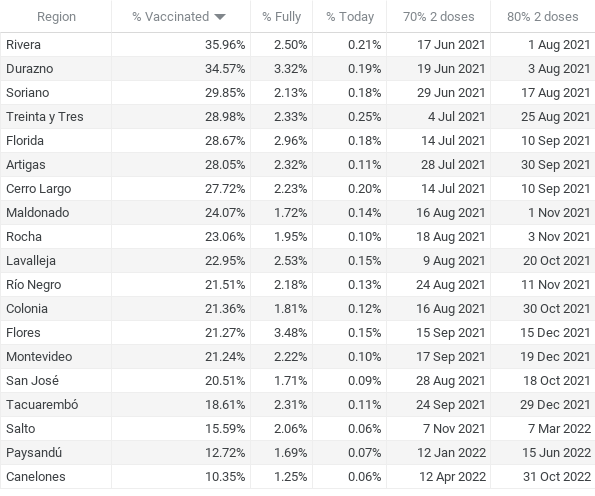 Region % Vaccinated % Fully % Today 70% 2 doses 80% 2 doses
Rivera 35.96% 2.50% 0.21% 17 Jun 2021 1 Aug 2021
Durazno 34.57% 3.32% 0.19% 19 Jun 2021 3 Aug 2021
Soriano 29.85% 2.13% 0.18% 29 Jun 2021 17 Aug 2021
Treinta y Tres 28.98% 2.33% 0.25% 4 Jul 2021 25 Aug 2021
Florida 28.67% 2.96% 0.18% 14 Jul 2021 10 Sep 2021
Artigas 28.05% 2.32% 0.11% 28 Jul 2021 30 Sep 2021
Cerro Largo 27.72% 2.23% 0.20% 14 Jul 2021 10 Sep 2021
Maldonado 24.07% 1.72% 0.14% 16 Aug 2021 1 Nov 2021
Rocha 23.06% 1.95% 0.10% 18 Aug 2021 3 Nov 2021
Lavalleja 22.95% 2.53% 0.15% 9 Aug 2021 20 Oct 2021
Río Negro 21.51% 2.18% 0.13% 24 Aug 2021 11 Nov 2021
Colonia 21.36% 1.81% 0.12% 16 Aug 2021 30 Oct 2021
Flores 21.27% 3.48% 0.15% 15 Sep 2021 15 Dec 2021
Montevideo 21.24% 2.22% 0.10% 17 Sep 2021 19 Dec 2021
San José 20.51% 1.71% 0.09% 28 Aug 2021 18 Oct 2021
Tacuarembó 18.61% 2.31% 0.11% 24 Sep 2021 29 Dec 2021
Salto 15.59% 2.06% 0.06% 7 Nov 2021 7 Mar 2022
Paysandú 12.72% 1.69% 0.07% 12 Jan 2022 15 Jun 2022
Canelones 10.35% 1.25% 0.06% 12 Apr 2022 31 Oct 2022